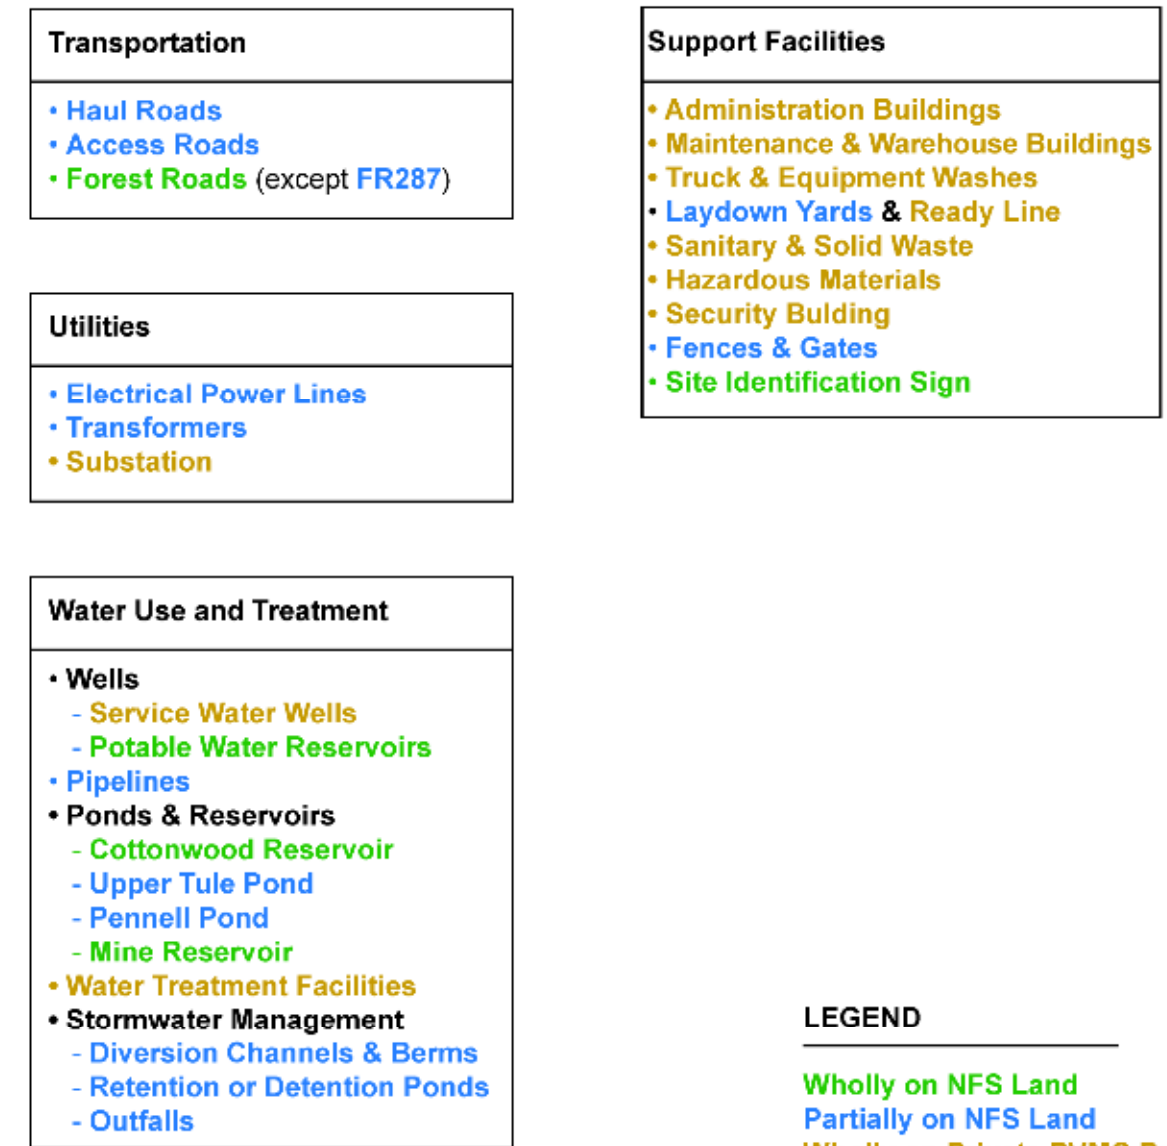 Transportation
• Haul Roads
• Access Roads
• Forest Roads (except FR287)
Utilities
• Electrical Power Lines
• Transformers
• Substation
Water Use and Treatment
• Wells
- Service Water Wells
- Potable Water Reservoirs
• Pipelines
• Ponds & Reservoirs
- Cottonwood Reservoir
- Upper Tule Pond
- Pennell Pond
- Mine Reservoir
• Water Treatment Facilities
• Stormwater Management
- Diversion Channels & Berms
- Retention or Detention Ponds
- Outfalls
Support Facilities
• Administration Buildings
• Maintenance & Warehouse Buildings
• Truck & Equipment Washes
• Laydown Yards & Ready Line
• Sanitary & Solid Waste
• Hazardous Materials
• Security Bulding
• Fences & Gates
• Site Identification Sign
LEGEND
Wholly on NFS Land
Partially on NFS Land